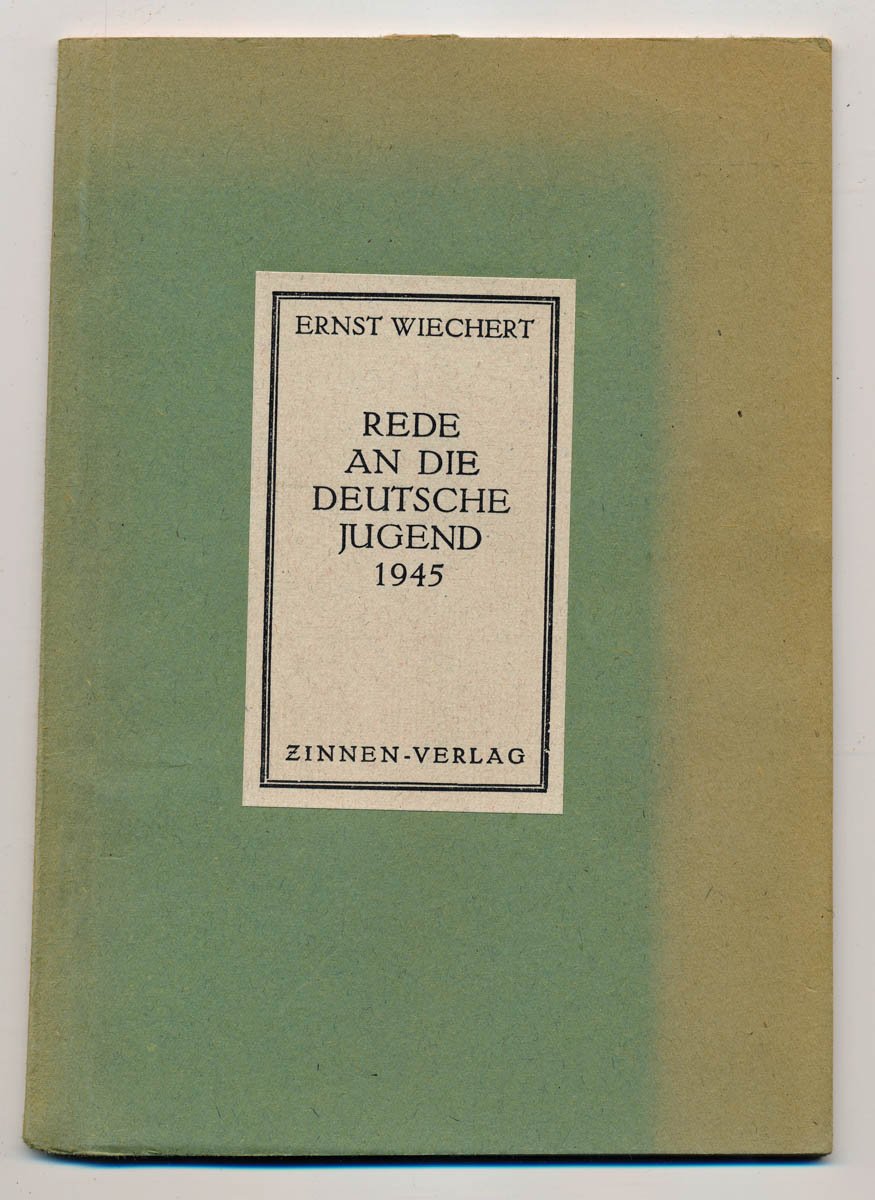 ERNST WIECHERT
REDE
AN DIE
DEUTSCHE
JUGEND
1945
ZINNEN-VERLAG